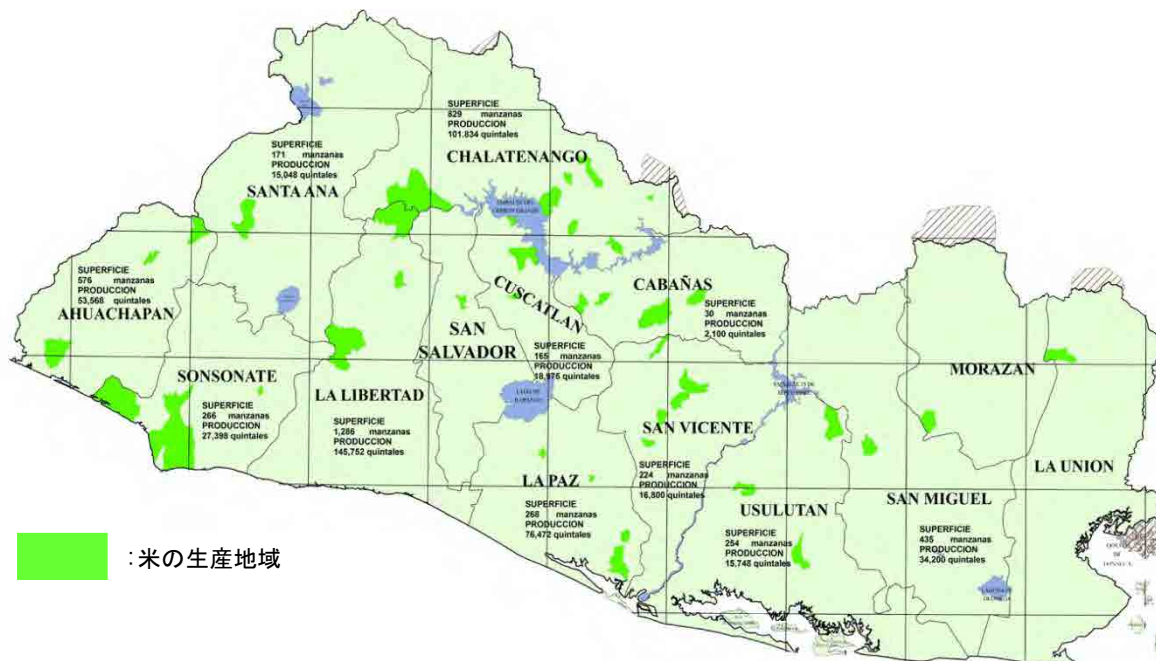 SUPERFICIE
829 manzanas
PRODUCCION
101.834 quintales
CHALATENANGO
SUPERFICIE
171 manzanas
PRODUCCION
15,048 quintales
SANTA ANA
SUPERFICIE
576 manzanas
PRODUCCION
53,568 quintales
AHUACHAPAN
CUSCATLAN
SUPERFICIE
165 manzanas
PRODUCCION
18,976 quintales
CABAÑAS
SUPERFICIE
30 manzanas
PRODUCCION
2,100 quintales
SAN
SALVADOR
SONSONATE
SUPERFICIE
266 manzanas
PRODUCCION
27,398 quintales
LA LIBERTAD
SUPERFICIE
1,286 manzanas
PRODUCCION
145,752 quintales
MORAZAN
SAN VICENTE
SUPERFICIE
224 manzanas
PRODUCCION
16,800 quintales
LA PAZ
SUPERFICIE
268 manzanas
PRODUCCION
76,472 quintales
USULUTAN
SUPERFICIE
254 manzanas
PRODUCCION
15,748 quintales
SAN MIGUEL
SUPERFICIE
435 manzanas
PRODUCCION
34,200 quintales
LA UNION
:米の生産地域